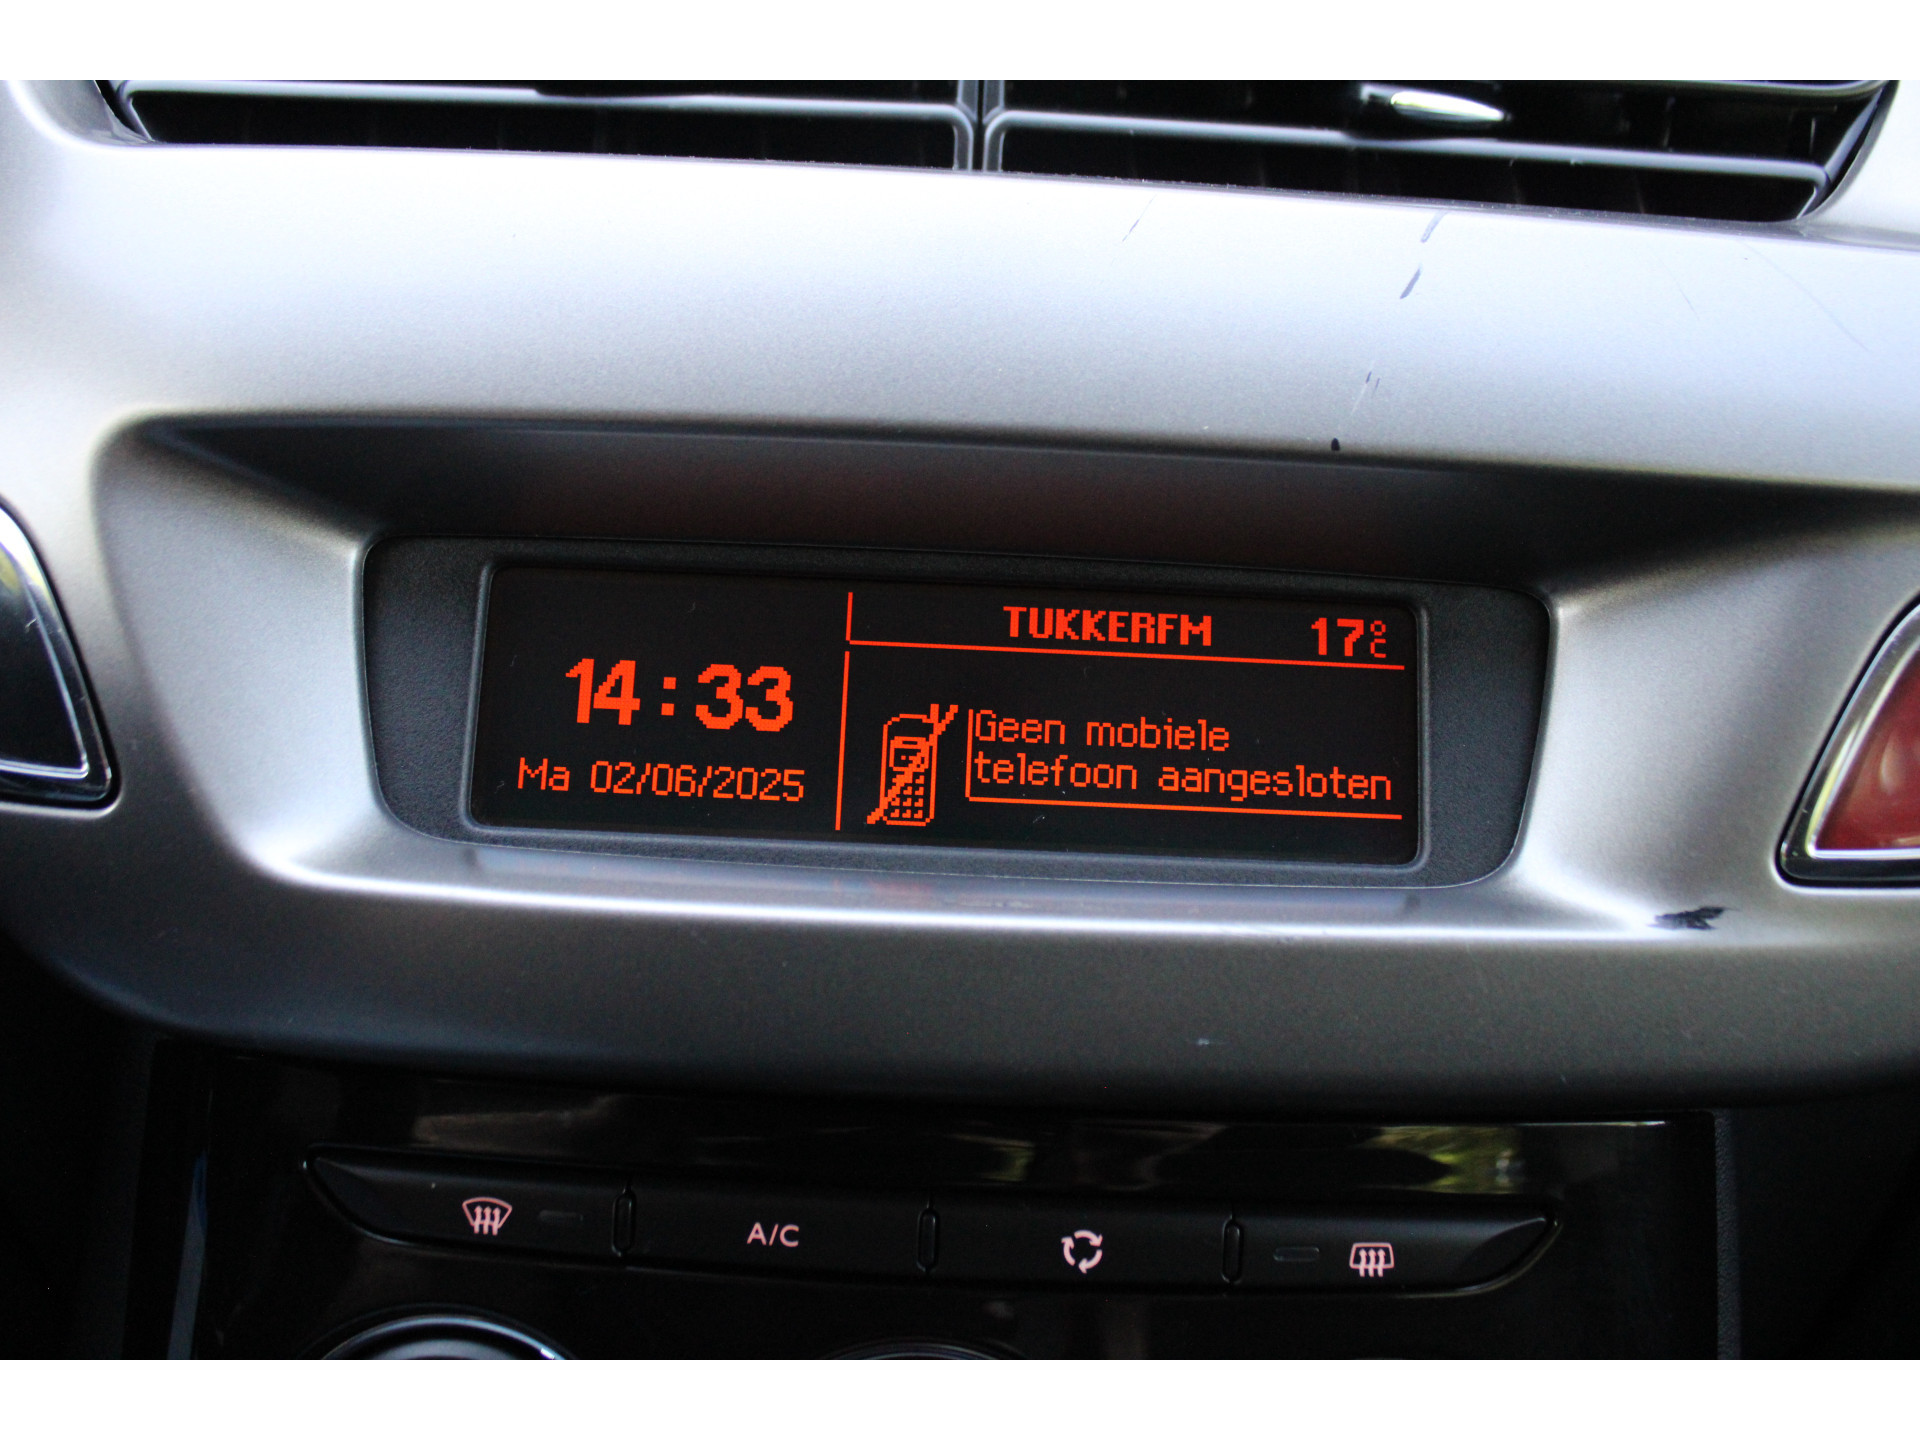 TUKKERFM 17°C
14:33
Ma 02/06/2025
Geen mobiele
telefoon aangesloten
A/C